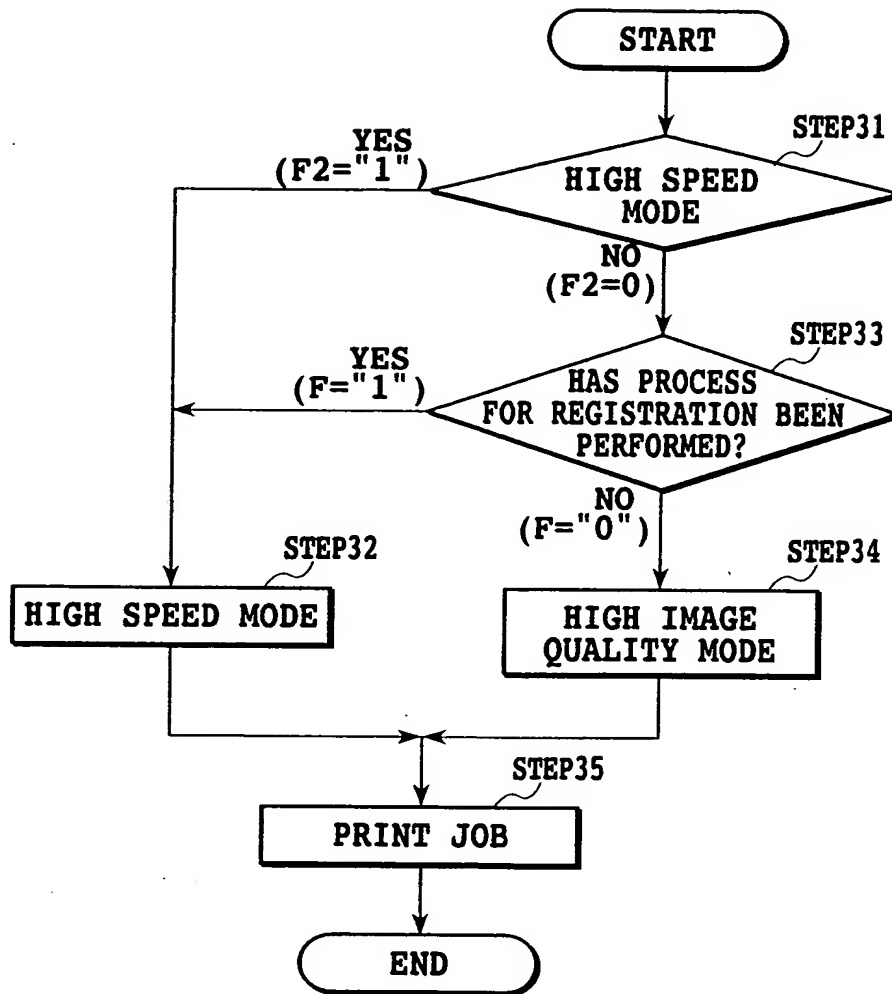 START
STEP31
YES
(F2="1")
HIGH SPEED
MODE
NO
(F2=0)
STEP33
YES
(F="1")
HAS PROCESS
FOR REGISTRATION BEEN
PERFORMED?
NO
(F="0")
STEP32
HIGH SPEED MODE
STEP34
HIGH IMAGE
QUALITY MODE
STEP35
PRINT JOB
END